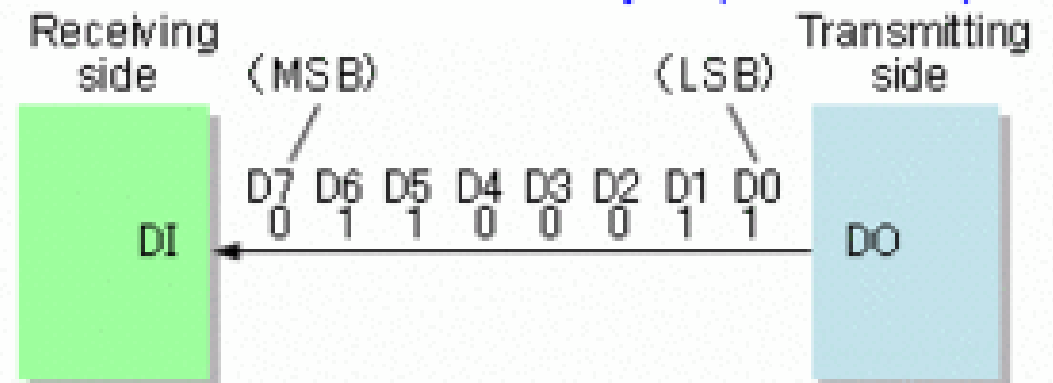 Receiving
side
Transmitting
side
(MSB)
(LSB)
D7 D6 D5 D4 D3 D2 D1 D0
0 1 1 0 0 0 1 1
DI
DO